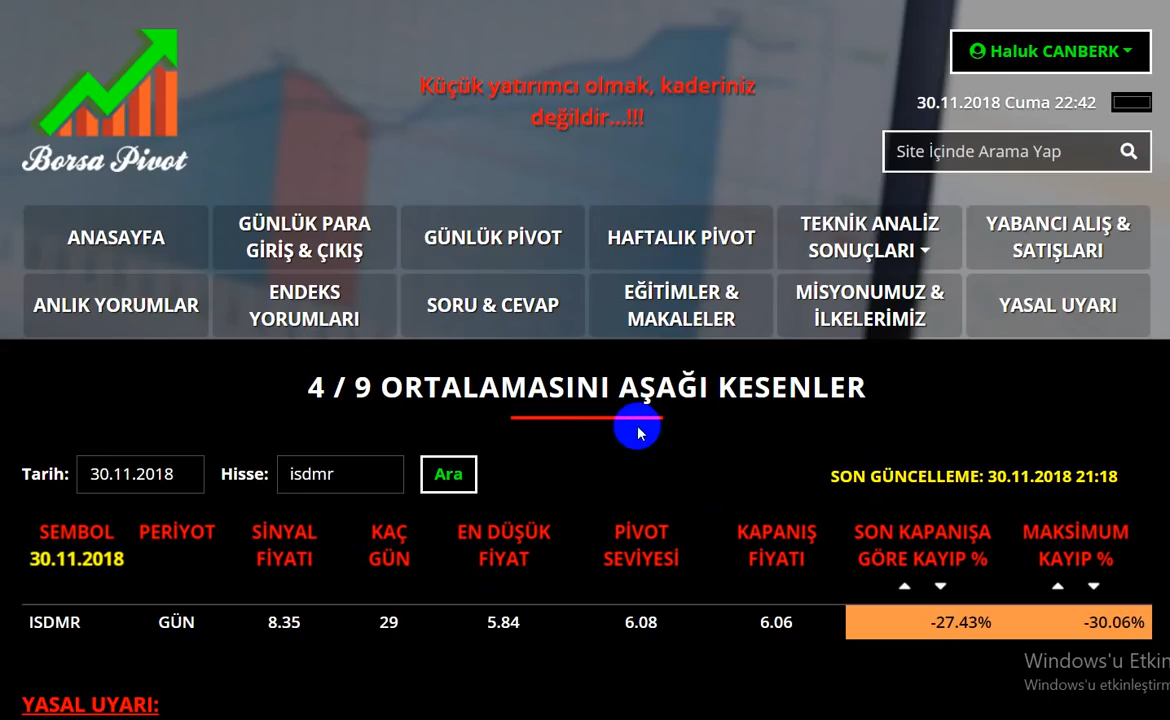 Borsa Pivot
Küçük yatırımcı olmak, kaderiniz
değildir...!!!
Haluk CANBERK
30.11.2018 Cuma 22:42
Site İçinde Arama Yap
ANASAYFA
GÜNLÜK PARA
GİRİŞ & ÇIKIŞ
GÜNLÜK PİVOT
HAFTALIK PİVOT
TEKNİK ANALİZ
SONUÇLARI
YABANCI ALIŞ &
SATIŞLARI
ANLIK YORUMLAR
ENDEKS
YORUMLARI
SORU & CEVAP
EĞİTİMLER &
MAKALELER
MİSYONUMUZ &
İLKELERİMİZ
YASAL UYARI
4 / 9 ORTALAMASINI AŞAĞI KESENLER
Tarih: 30.11.2018 Hisse: isdmr Ara
SON GÜNCELLEME: 30.11.2018 21:18
SEMBOL PERİYOT SİNYAL KAÇ EN DÜŞÜK PİVOT KAPANIŞ SON KAPANIŞA MAKSİMUM
30.11.2018 FİYATI GÜN FİYAT SEVİYESİ FİYATI GÖRE KAYIP % KAYIP %
ISDMR GÜN 8.35 29 5.84 6.08 6.06 -27.43% -30.06%
Windows'u Etkin
Windows'u etkinleştirm
YASAL UYARI: